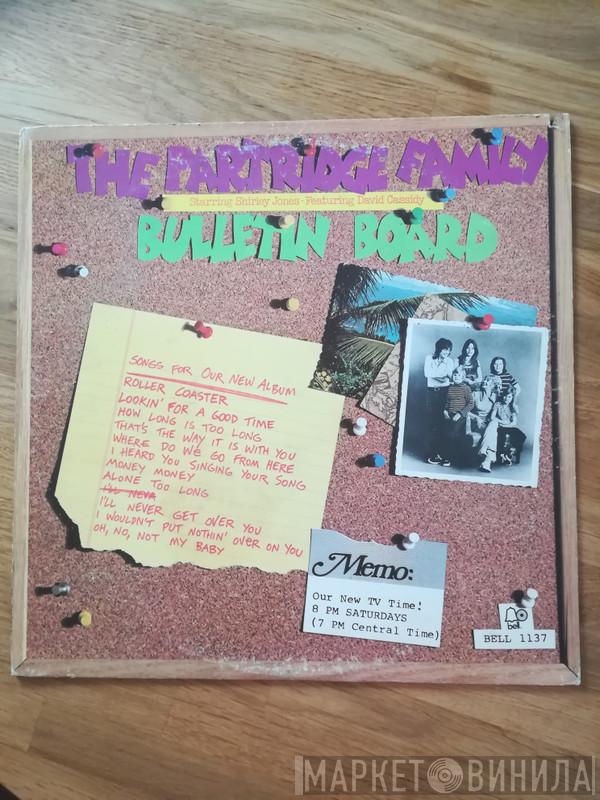 THE PARTRIDGE FAMILY
Starring Shirley Jones · Featuring David Cassidy
BULLETIN BOARD
SONGS FOR OUR NEW ALBUM
ROLLER COASTER
LOOKIN' FOR A GOOD TIME
HOW LONG IS TOO LONG
THAT'S THE WAY IT IS WITH YOU
WHERE DO WE GO FROM HERE
I HEARD YOU SINGING YOUR SONG
MONEY MONEY
ALONE TOO LONG
I'LL NEVA
I'LL NEVER GET OVER YOU
I WOULDN'T PUT NOTHIN' OVER ON YOU
OH, NO, NOT MY BABY
Memo:
Our New TV Time!
8 PM SATURDAYS
(7 PM Central Time)
bell
BELL 1137
МАРКЕТ ВИНИЛА